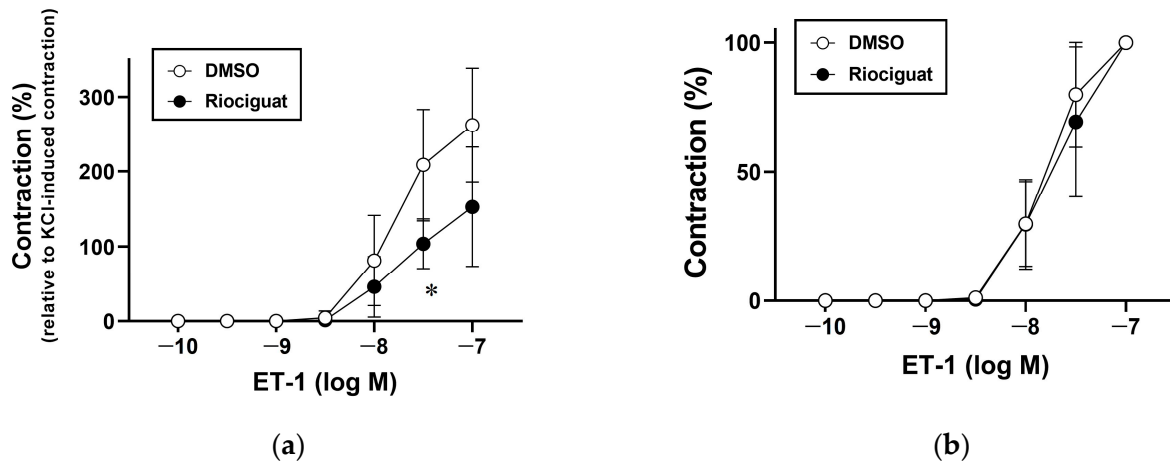 DMSO
Riociguat
Contraction (%)
(relative to KCl-induced contraction)
300
200
100
0
−10
−9
−8
−7
*
ET-1 (log M)
(a)
DMSO
Riociguat
Contraction (%)
100
50
0
−10
−9
−8
−7
ET-1 (log M)
(b)